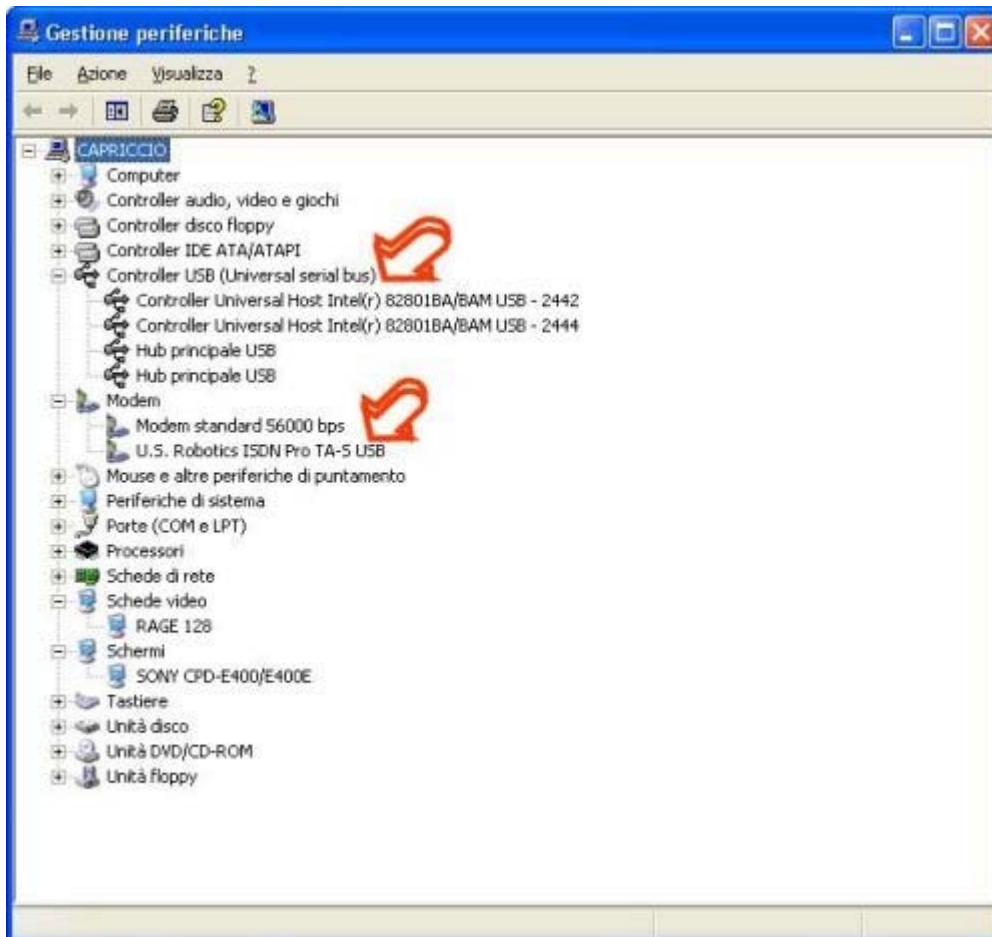 Gestione periferiche
File Azione Visualizza ?
CAPRICCIO
Computer
Controller audio, video e giochi
Controller disco floppy
Controller IDE ATA/ATAPI
Controller USB (Universal serial bus)
Controller Universal Host Intel(r) 82801BA/BAM USB - 2442
Controller Universal Host Intel(r) 82801BA/BAM USB - 2444
Hub principale USB
Hub principale USB
Modem
Modem standard 56000 bps
U.S. Robotics ISDN Pro TA-S USB
Mouse e altre periferiche di puntamento
Periferiche di sistema
Porte (COM e LPT)
Processori
Schede di rete
Schede video
RAGE 128
Schermi
SONY CPD-E400/E400E
Tastiere
Unità disco
Unità DVD/CD-ROM
Unità floppy